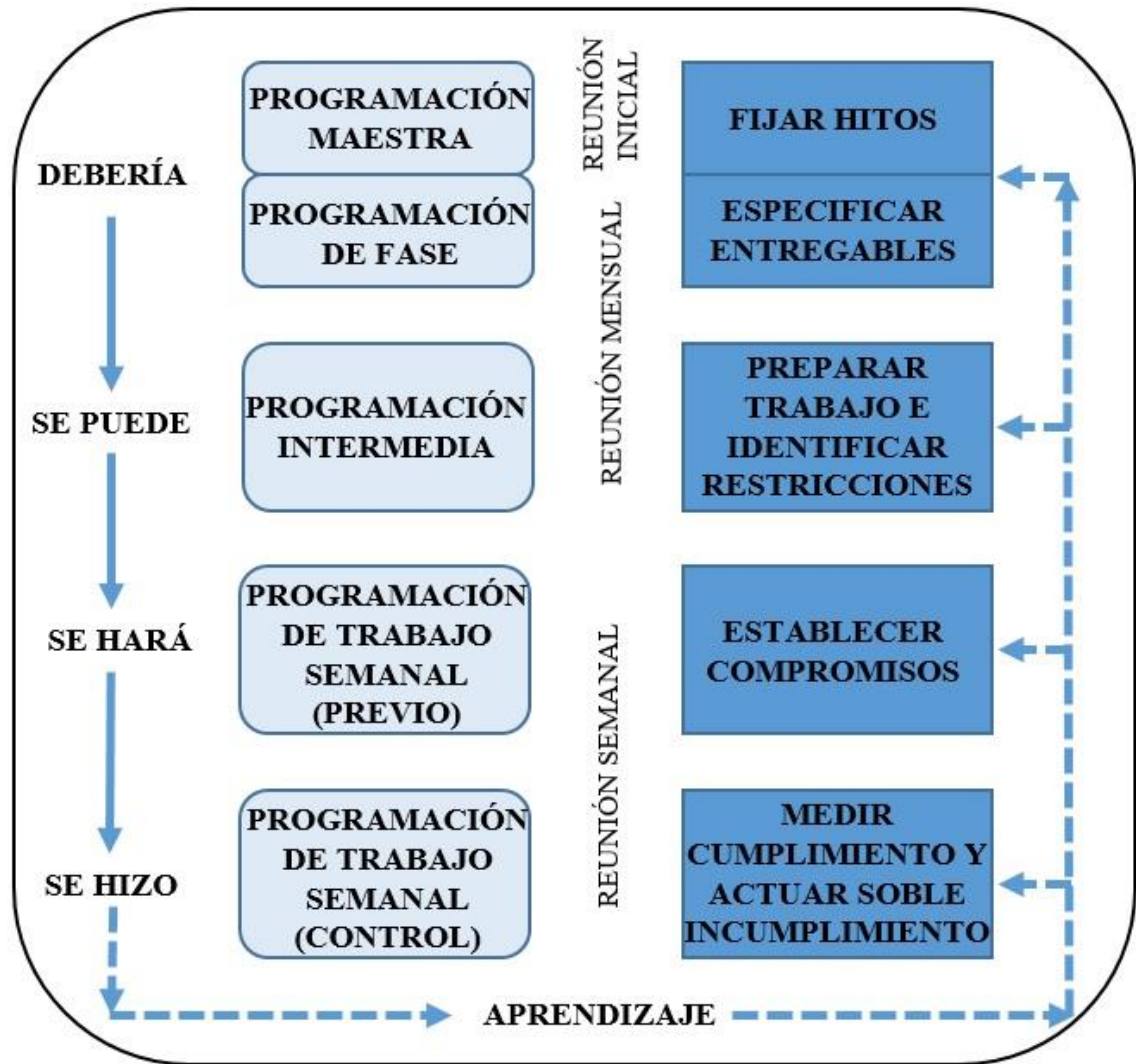 DEBERÍA
PROGRAMACIÓN
MAESTRA
REUNIÓN
INICIAL
FIJAR HITOS
PROGRAMACIÓN
DE FASE
ESPECIFICAR
ENTREGABLES
REUNIÓN MENSUAL
SE PUEDE
PROGRAMACIÓN
INTERMEDIA
PREPARAR
TRABAJO E
IDENTIFICAR
RESTRICCIONES
SE HARÁ
PROGRAMACIÓN
DE TRABAJO
SEMANAL
(PREVIO)
REUNIÓN SEMANAL
ESTABLECER
COMPROMISOS
SE HIZO
PROGRAMACIÓN
DE TRABAJO
SEMANAL
(CONTROL)
MEDIR
CUMPLIMIENTO Y
ACTUAR SOBLE
INCUMPLIMIENTO
APRENDIZAJE